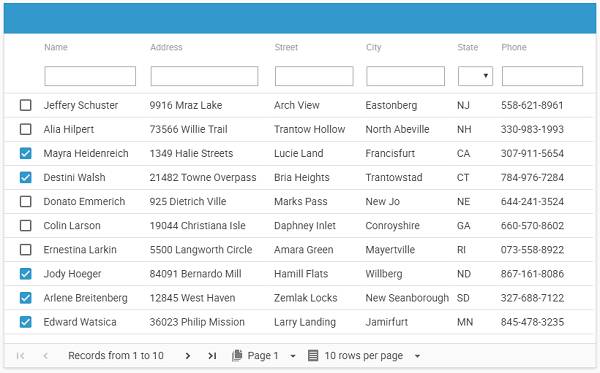 Name Address Street City State Phone
Jeffery Schuster 9916 Mraz Lake Arch View Eastonberg NJ 558-621-8961
Alia Hilpert 73566 Willie Trail Trantow Hollow North Abeville NH 330-983-1993
Mayra Heidenreich 1349 Halie Streets Lucie Land Francisfurt CA 307-911-5654
Destini Walsh 21482 Towne Overpass Bria Heights Trantowstad CT 784-976-7284
Donato Emmerich 925 Dietrich Ville Marks Pass New Jo NE 644-241-3524
Colin Larson 19044 Christiana Isle Daphney Inlet Conroyshire GA 660-570-8602
Ernestina Larkin 5500 Langworth Circle Amara Green Mayertville RI 073-558-8922
Jody Hoeger 84091 Bernardo Mill Hamill Flats Willberg ND 867-161-8086
Arlene Breitenberg 12845 West Haven Zemlak Locks New Seanborough SD 327-688-7122
Edward Watsica 36023 Philip Mission Larry Landing Jamirfurt MN 845-478-3235
Records from 1 to 10 Page 1 10 rows per page